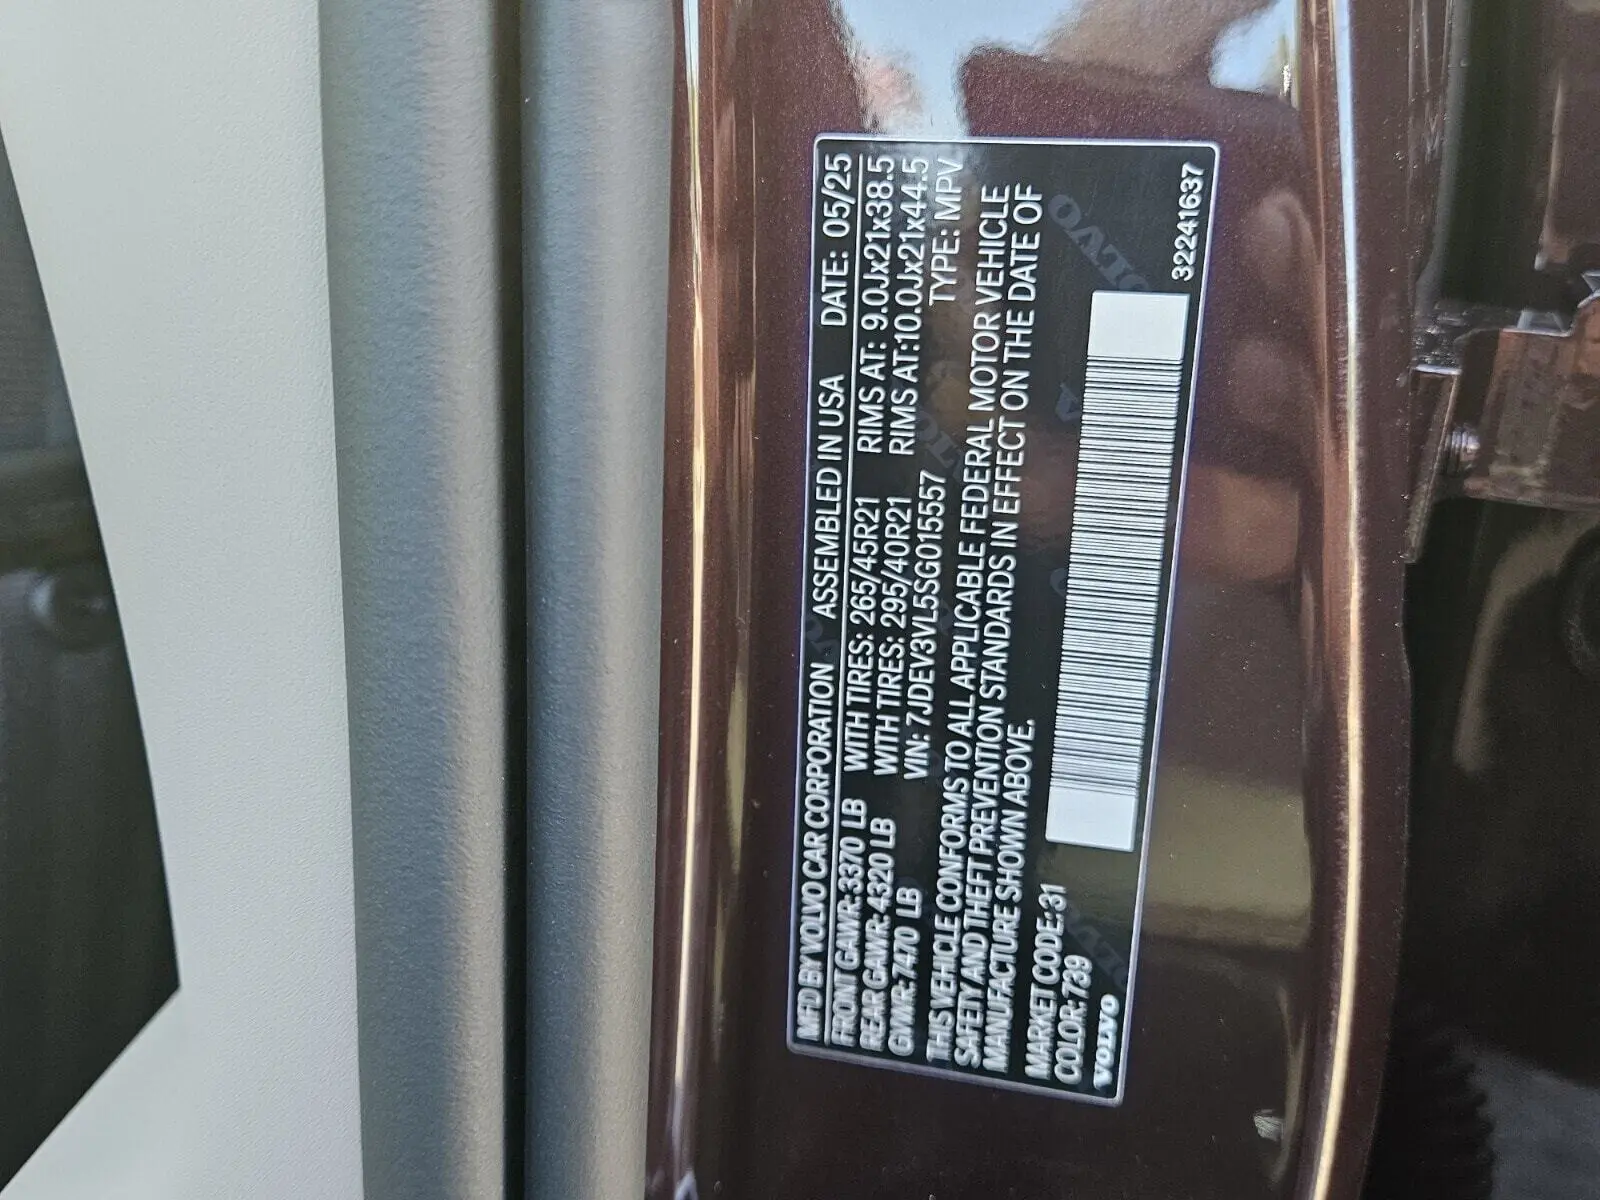 MFD BY VOLVO CAR CORPORATION ASSEMBLED IN USA DATE: 05/25
FRONT GAWR:3370 LB WITH TIRES: 265/45R21 RIMS AT: 9.0Jx21x38.5
REAR GAWR:4320 LB WITH TIRES: 295/40R21 RIMS AT:10.0Jx21x44.5
GVWR:7470 LB VIN: 7JDEV3VL5SG015557 TYPE: MPV
THIS VEHICLE CONFORMS TO ALL APPLICABLE FEDERAL MOTOR VEHICLE
SAFETY AND THEFT PREVENTION STANDARDS IN EFFECT ON THE DATE OF
MANUFACTURE SHOWN ABOVE.
MARKET CODE:31
COLOR:739
VOLVO
32241637